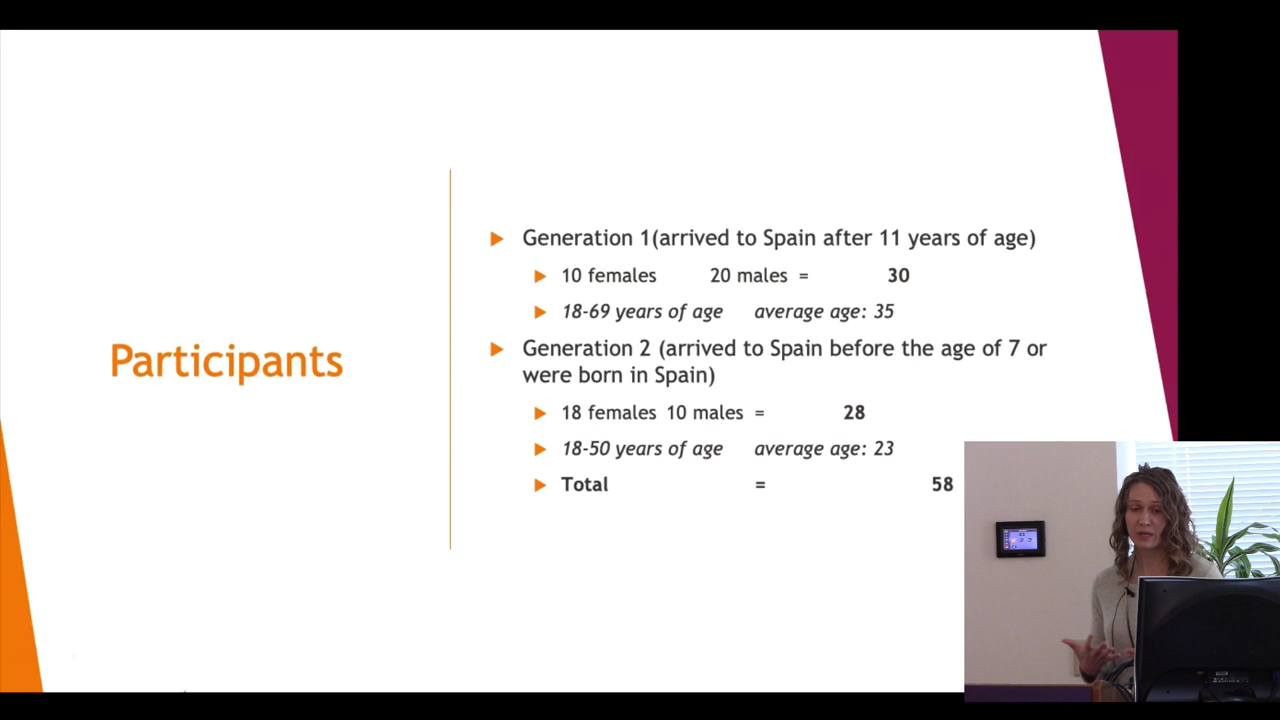 Participants
Generation 1(arrived to Spain after 11 years of age)
10 females 20 males = 30
18-69 years of age average age: 35
Generation 2 (arrived to Spain before the age of 7 or
were born in Spain)
18 females 10 males = 28
18-50 years of age average age: 23
Total = 58